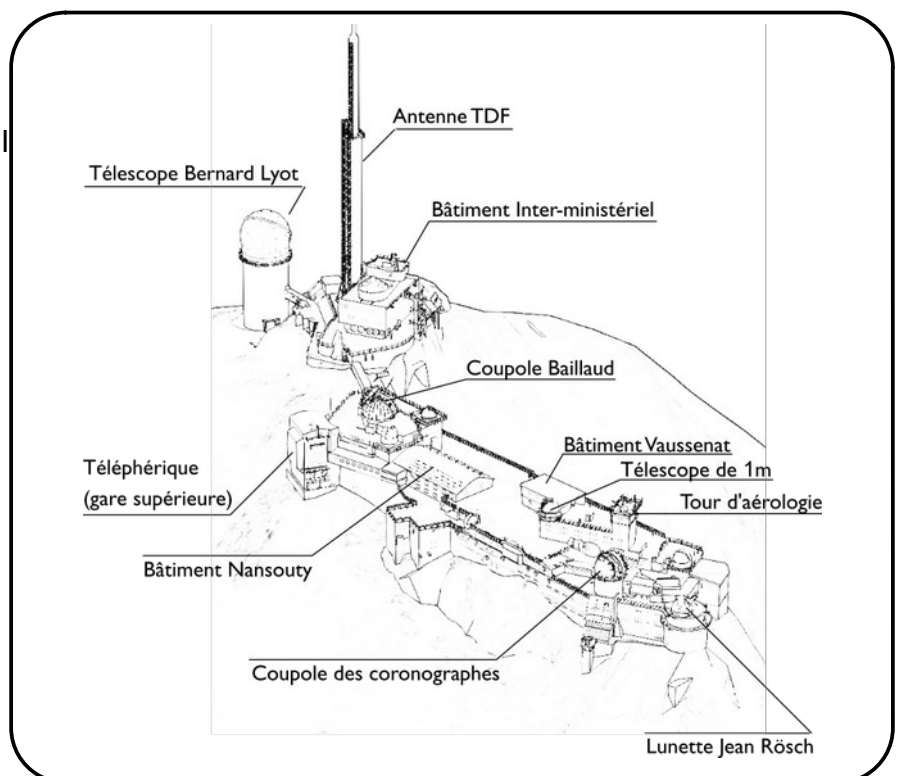 Antenne TDF
Télescope Bernard Lyot
Bâtiment Inter-ministériel
Coupole Baillaud
Bâtiment Vaussenat
Télescope de 1m
Téléphérique
(gare supérieure)
Tour d'aérologie
Bâtiment Nansouty
Coupole des coronographes
Lunette Jean Rösch